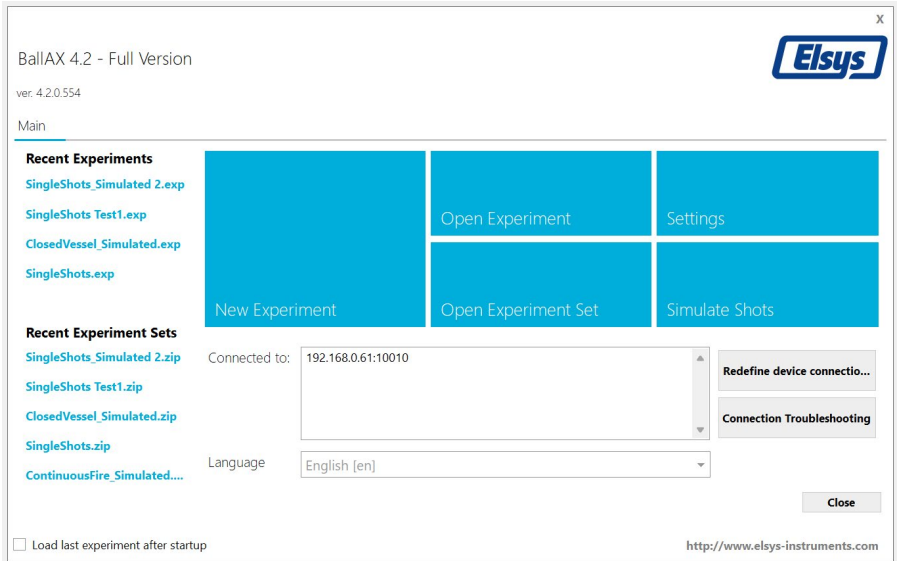 X
BallAX 4.2 - Full Version
Elsys
ver. 4.2.0.554
Main
Recent Experiments
SingleShots_Simulated 2.exp
SingleShots Test1.exp
ClosedVessel_Simulated.exp
SingleShots.exp
New Experiment
Open Experiment
Settings
Open Experiment Set
Simulate Shots
Recent Experiment Sets
SingleShots_Simulated 2.zip
SingleShots Test1.zip
ClosedVessel_Simulated.zip
SingleShots.zip
ContinuousFire_Simulated....
Connected to:
192.168.0.61:10010
Redefine device connectio...
Connection Troubleshooting
Language
English [en]
Close
Load last experiment after startup
http://www.elsys-instruments.com